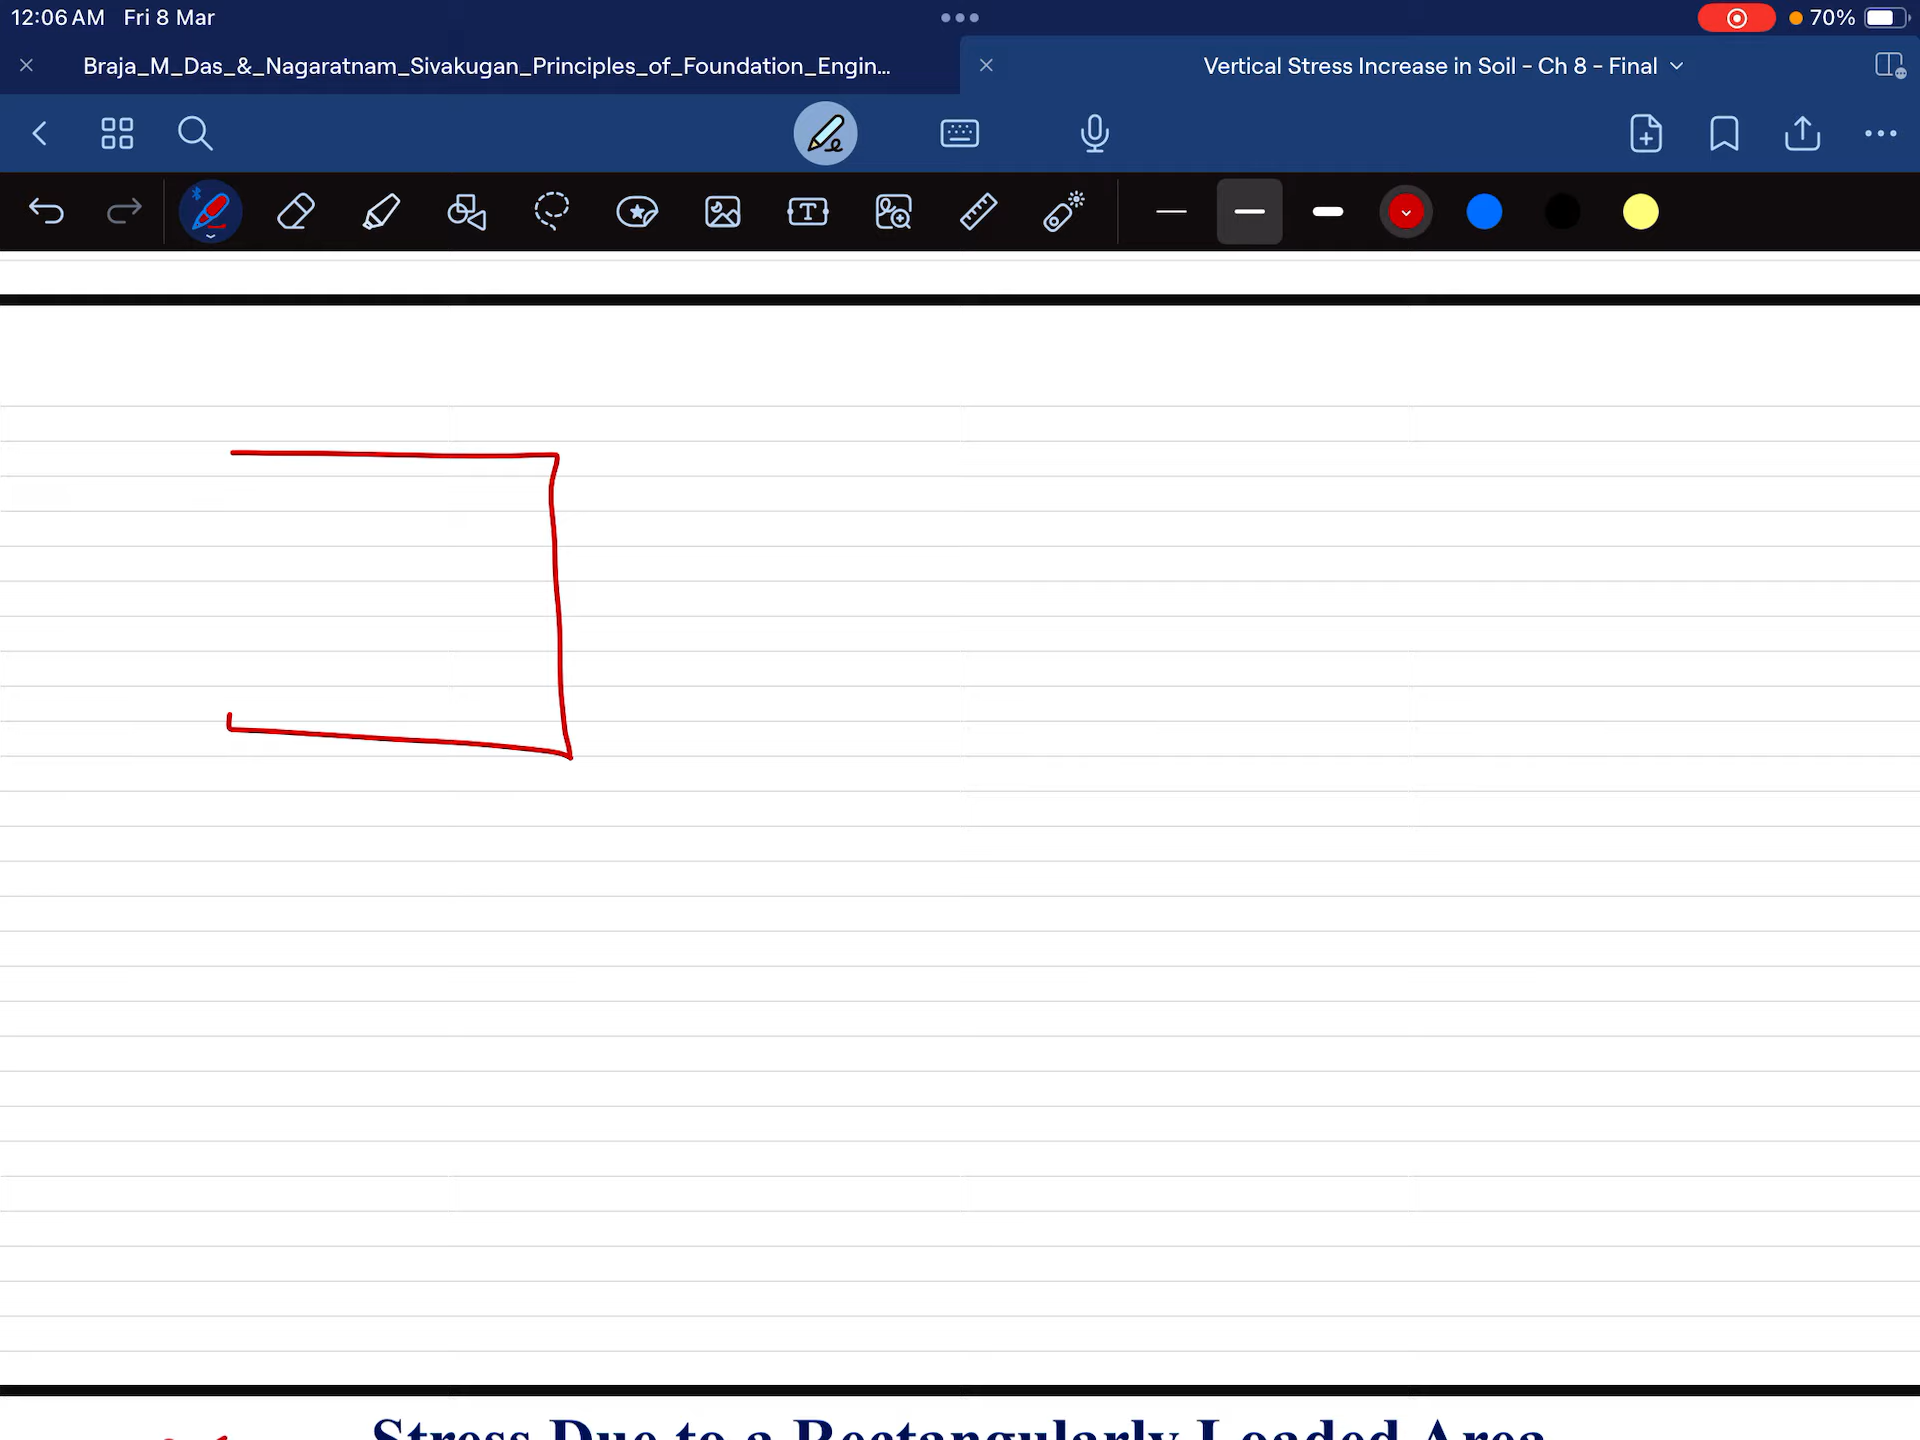 12:06 AM Fri 8 Mar
70%
Braja_M_Das_&_Nagaratnam_Sivakugan_Principles_of_Foundation_Engin...
Vertical Stress Increase in Soil - Ch 8 - Final
Stress Due to a Rectangularly Loaded Area